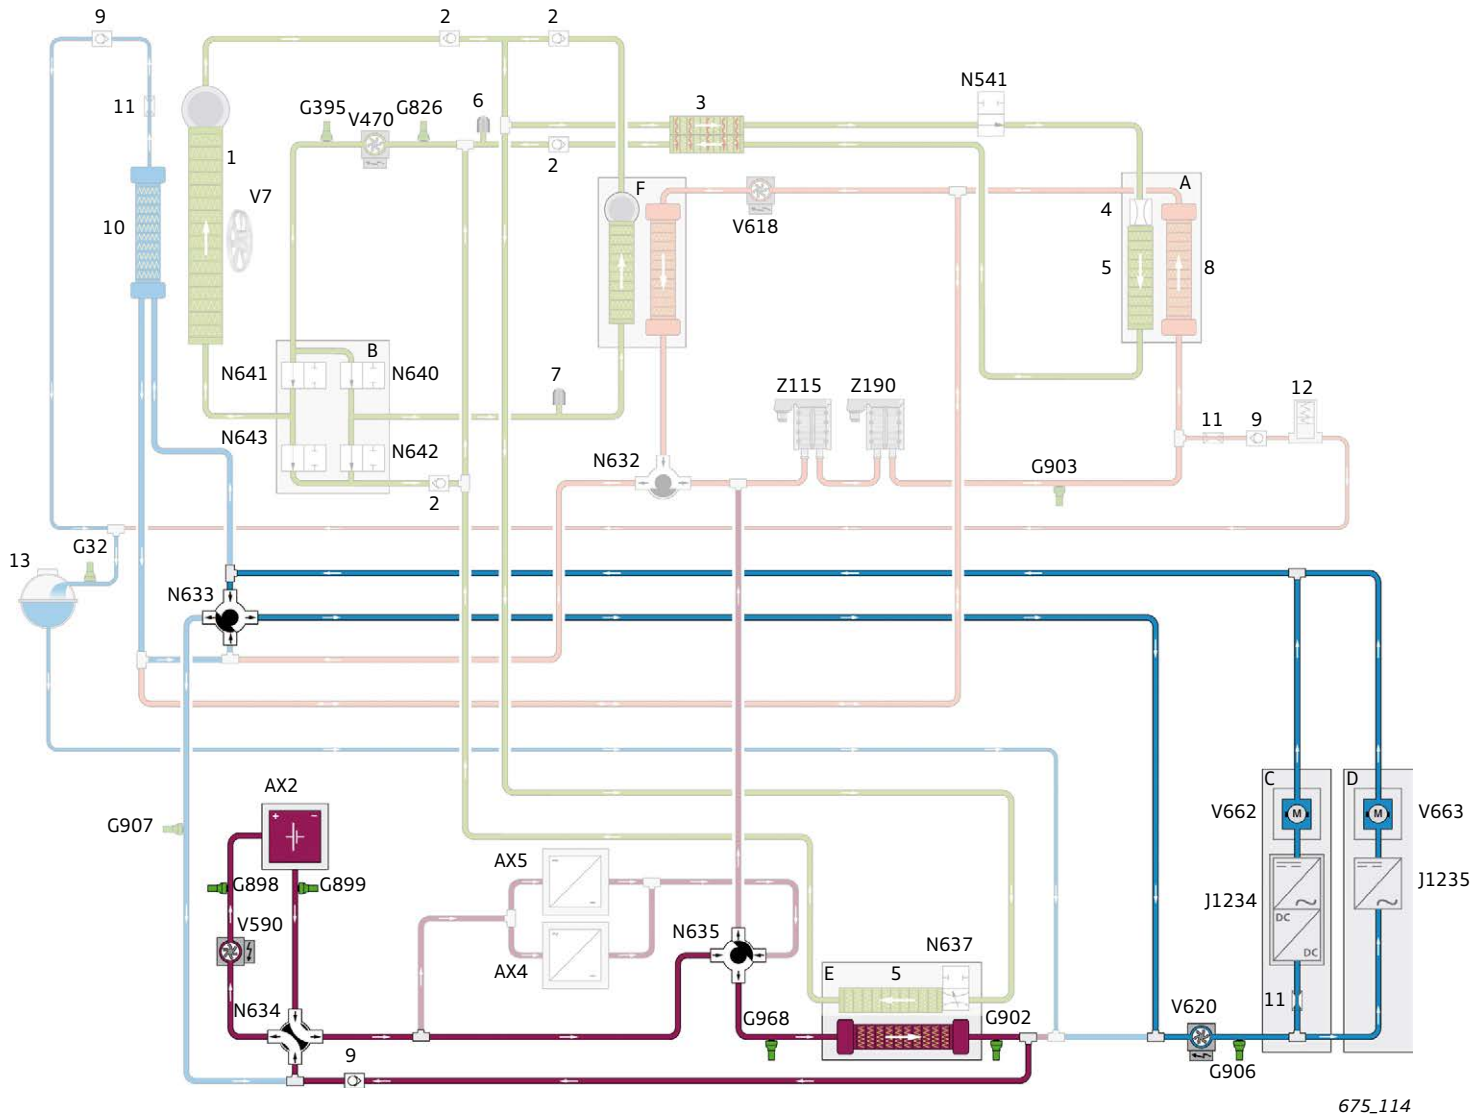 9
2
2
N541
11
G395
V470
G826
6
3
1
2
V7
F
A
10
4
V618
5
8
B
N641
N640
7
Z115
Z190
12
N643
N642
11
9
N632
G903
2
13
G32
N633
C
D
AX2
V662
M
M
V663
G907
+
−
AX5
G898
G899
J1234
J1235
V590
N635
DC
N637
AX4
E
5
DC
N634
G968
G902
V620
11
9
G906
675_114